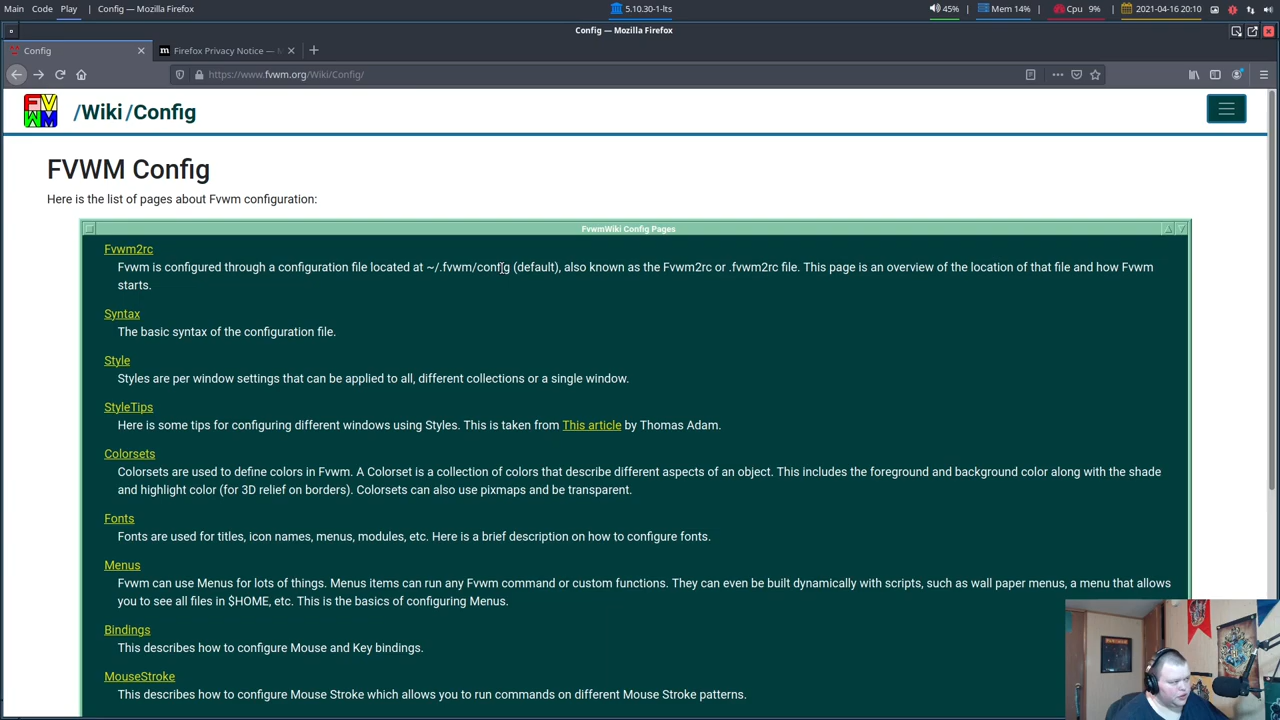 Main Code Play Config — Mozilla Firefox 5.10.30-1-lts 45% Mem 14% Cpu 9% 2021-04-16 20:10
Config — Mozilla Firefox
Config Firefox Privacy Notice —
https://www.fvwm.org/Wiki/Config/
FVWM /Wiki /Config
FVWM Config
Here is the list of pages about Fvwm configuration:
FvwmWiki Config Pages
Fvwm2rc
Fvwm is configured through a configuration file located at ~/.fvwm/config (default), also known as the Fvwm2rc or .fvwm2rc file. This page is an overview of the location of that file and how Fvwm
starts.
Syntax
The basic syntax of the configuration file.
Style
Styles are per window settings that can be applied to all, different collections or a single window.
StyleTips
Here is some tips for configuring different windows using Styles. This is taken from This article by Thomas Adam.
Colorsets
Colorsets are used to define colors in Fvwm. A Colorset is a collection of colors that describe different aspects of an object. This includes the foreground and background color along with the shade
and highlight color (for 3D relief on borders). Colorsets can also use pixmaps and be transparent.
Fonts
Fonts are used for titles, icon names, menus, modules, etc. Here is a brief description on how to configure fonts.
Menus
Fvwm can use Menus for lots of things. Menus items can run any Fvwm command or custom functions. They can even be built dynamically with scripts, such as wall paper menus, a menu that allows
you to see all files in $HOME, etc. This is the basics of configuring Menus.
Bindings
This describes how to configure Mouse and Key bindings.
MouseStroke
This describes how to configure Mouse Stroke which allows you to run commands on different Mouse Stroke patterns.